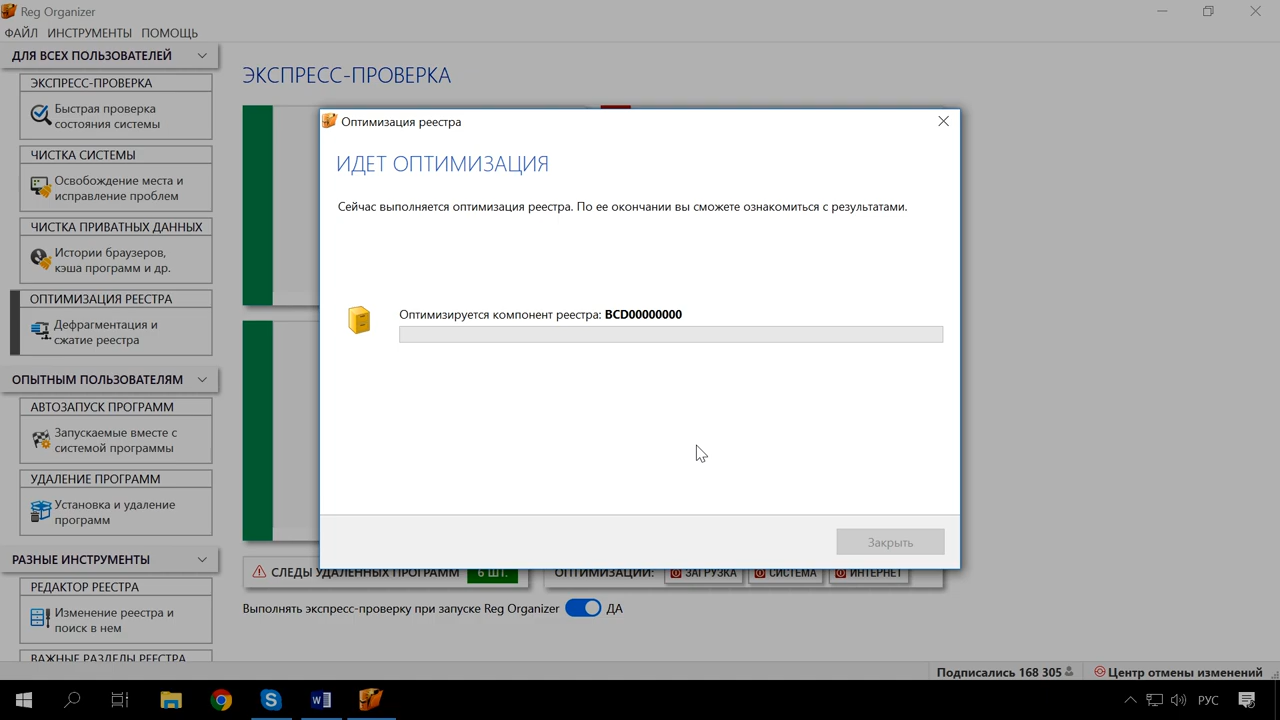 Reg Organizer
ФАЙЛ ИНСТРУМЕНТЫ ПОМОЩЬ
ДЛЯ ВСЕХ ПОЛЬЗОВАТЕЛЕЙ
ЭКСПРЕСС-ПРОВЕРКА
Быстрая проверка
состояния системы
ЧИСТКА СИСТЕМЫ
Освобождение места и
исправление проблем
ЧИСТКА ПРИВАТНЫХ ДАННЫХ
Истории браузеров,
кэша программ и др.
ОПТИМИЗАЦИЯ РЕЕСТРА
Дефрагментация и
сжатие реестра
ОПЫТНЫМ ПОЛЬЗОВАТЕЛЯМ
АВТОЗАПУСК ПРОГРАММ
Запускаемые вместе с
системой программы
УДАЛЕНИЕ ПРОГРАММ
Установка и удаление
программ
РАЗНЫЕ ИНСТРУМЕНТЫ
РЕДАКТОР РЕЕСТРА
Изменение реестра и
поиск в нем
ВАЖНЫЕ РАЗДЕЛЫ РЕЕСТРА
ЭКСПРЕСС-ПРОВЕРКА
Оптимизация реестра
ИДЕТ ОПТИМИЗАЦИЯ
Сейчас выполняется оптимизация реестра. По ее окончании вы сможете ознакомиться с результатами.
Оптимизируется компонент реестра: BCD00000000
Закрыть
СЛЕДЫ УДАЛЕННЫХ ПРОГРАММ 6 ШТ.
ОПТИМИЗАЦИИ: ЗАГРУЗКА СИСТЕМА ИНТЕРНЕТ
Выполнять экспресс-проверку при запуске Reg Organizer ДА
Подписались 168 305 Центр отмены изменений
РУС